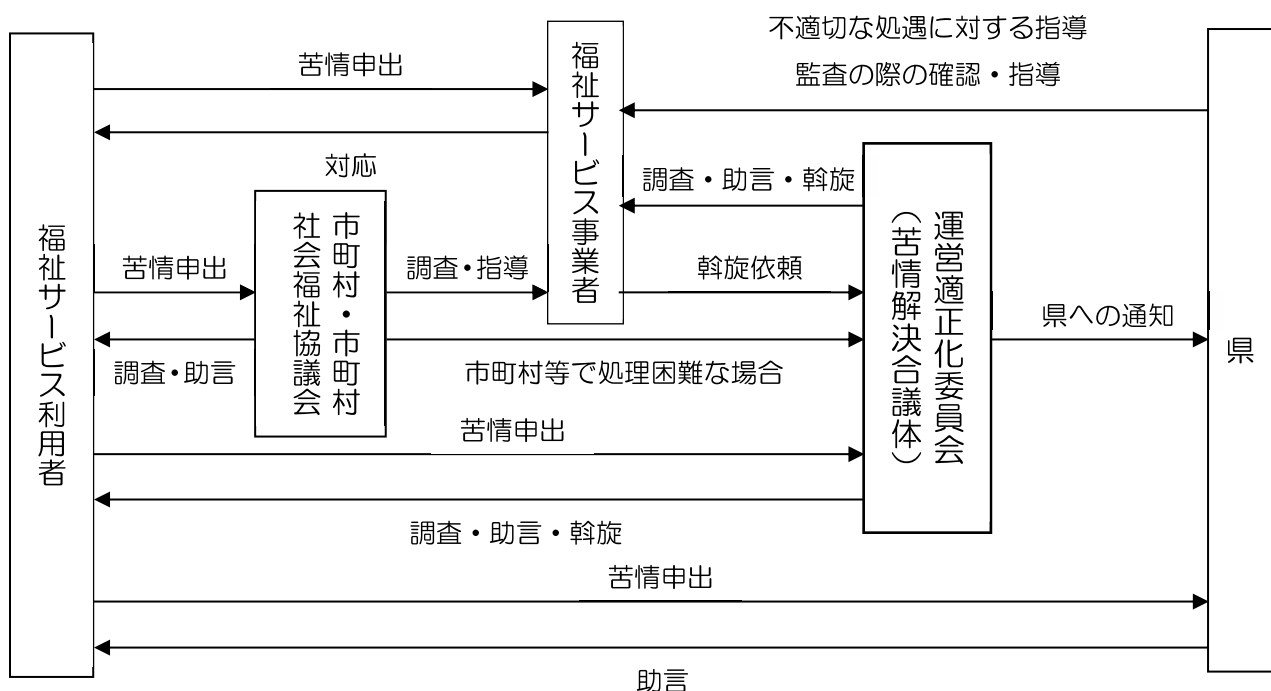 不適切な処遇に対する指導
監査の際の確認・指導
苦情申出
福祉サービス事業者
対応
調査・助言・斡旋
福祉サービス利用者
苦情申出
市町村・市町村
社会福祉協議会
調査・指導
斡旋依頼
運営適正化委員会
（苦情解決合議体）
県への通知
県
調査・助言
市町村等で処理困難な場合
苦情申出
調査・助言・斡旋
苦情申出
助言